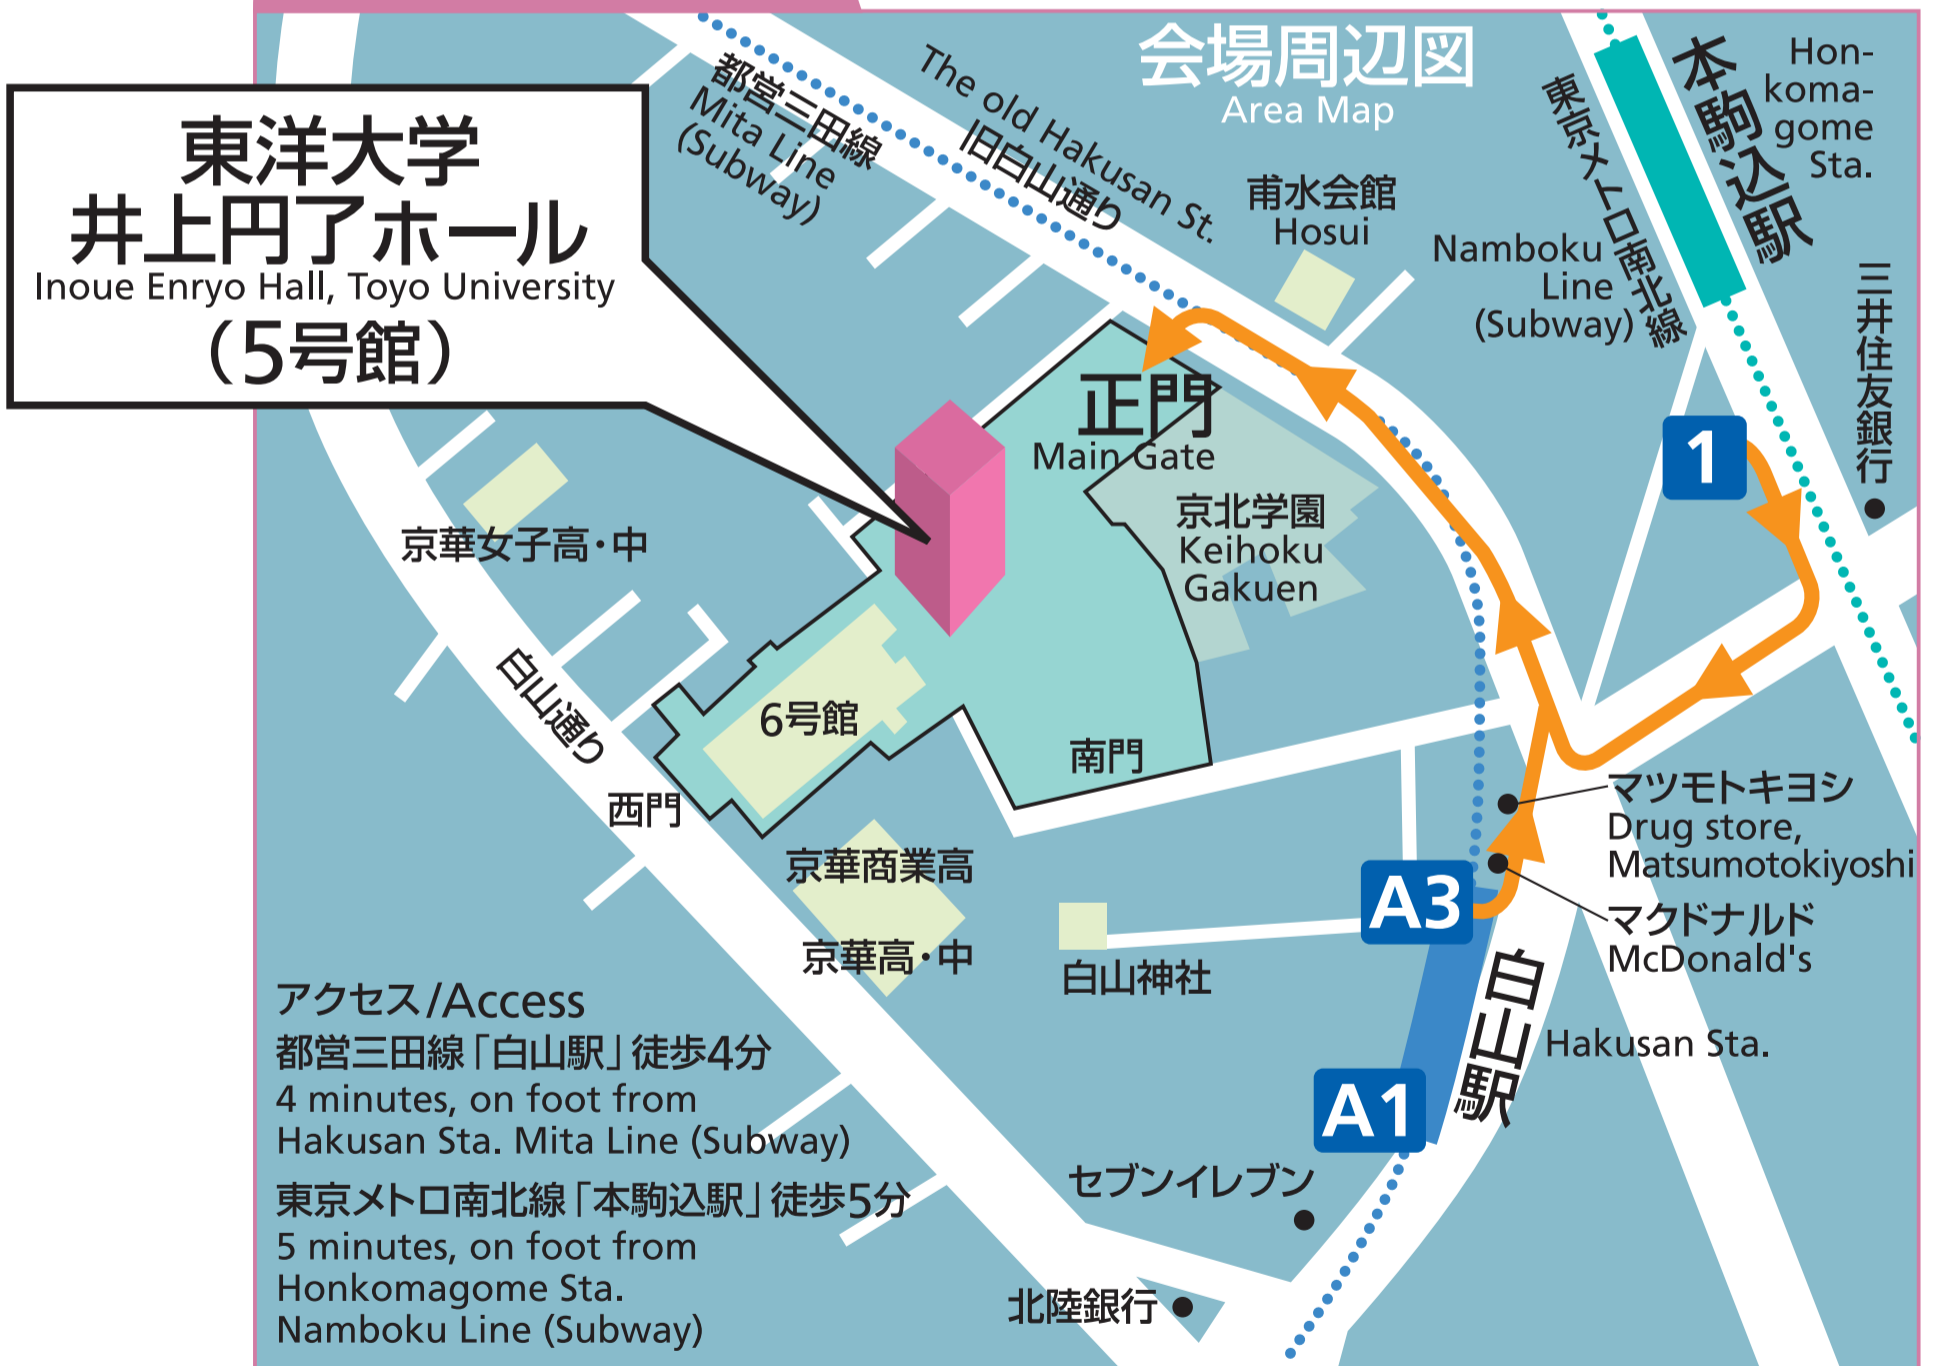 会場周辺図
Area Map
東洋大学
井上円了ホール
Inoue Enryo Hall, Toyo University
（5号館）
都営三田線
Mita Line
(Subway)
The old Hakusan St.
旧白山通り
甫水会館
Hosui
東京メトロ南北線
Namboku
Line
(Subway)
本駒込駅
Hon-
koma-
gome
Sta.
三井住友銀行
1
正門
Main Gate
京北学園
Keihoku
Gakuen
京華女子高・中
白山通り
6号館
南門
西門
京華商業高
京華高・中
白山神社
マツモトキヨシ
Drug store,
Matsumotokiyoshi
A3
マクドナルド
McDonald's
白山駅
Hakusan Sta.
A1
セブンイレブン
北陸銀行
アクセス/Access
都営三田線「白山駅」徒歩4分
4 minutes, on foot from
Hakusan Sta. Mita Line (Subway)
東京メトロ南北線「本駒込駅」徒歩5分
5 minutes, on foot from
Honkomagome Sta.
Namboku Line (Subway)